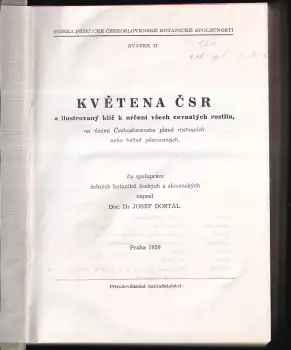 SBÍRKA PŘÍRUČEK ČESKOSLOVENSKÉ BOTANICKÉ SPOLEČNOSTI
SVAZEK II.
KVĚTENA ČSR
a ilustrovaný klíč k určení všech cevnatých rostlin,
na území Československa planě rostoucích
nebo běžně pěstovaných.
Za spolupráce
četných botaniků českých a slovenských
napsal
Doc. Dr JOSEF DOSTÁL
Praha 1950
Přírodovědecké nakladatelství